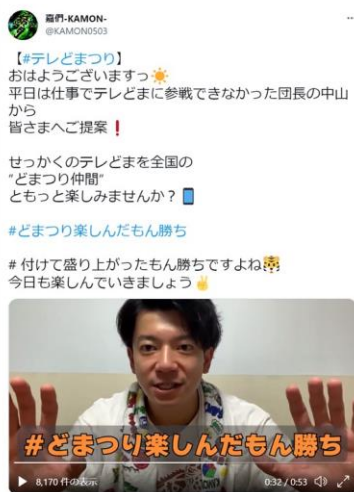 嘉們-KAMON-
@KAMON0503
【#テレどまつり】
おはようございますっ☀️
平日は仕事でテレどまに参戦できなかった団長の中山
から
皆さまへご提案❗
せっかくのテレどまを全国の
”どまつり仲間”
ともっと楽しみませんか？📱
#どまつり楽しんだもん勝ち
# 付けて盛り上がったもん勝ちですよね🐯
今日も楽しんでいきましょう✌️
#どまつり楽しんだもん勝ち
8,170 件の表示
0:32 / 0:53